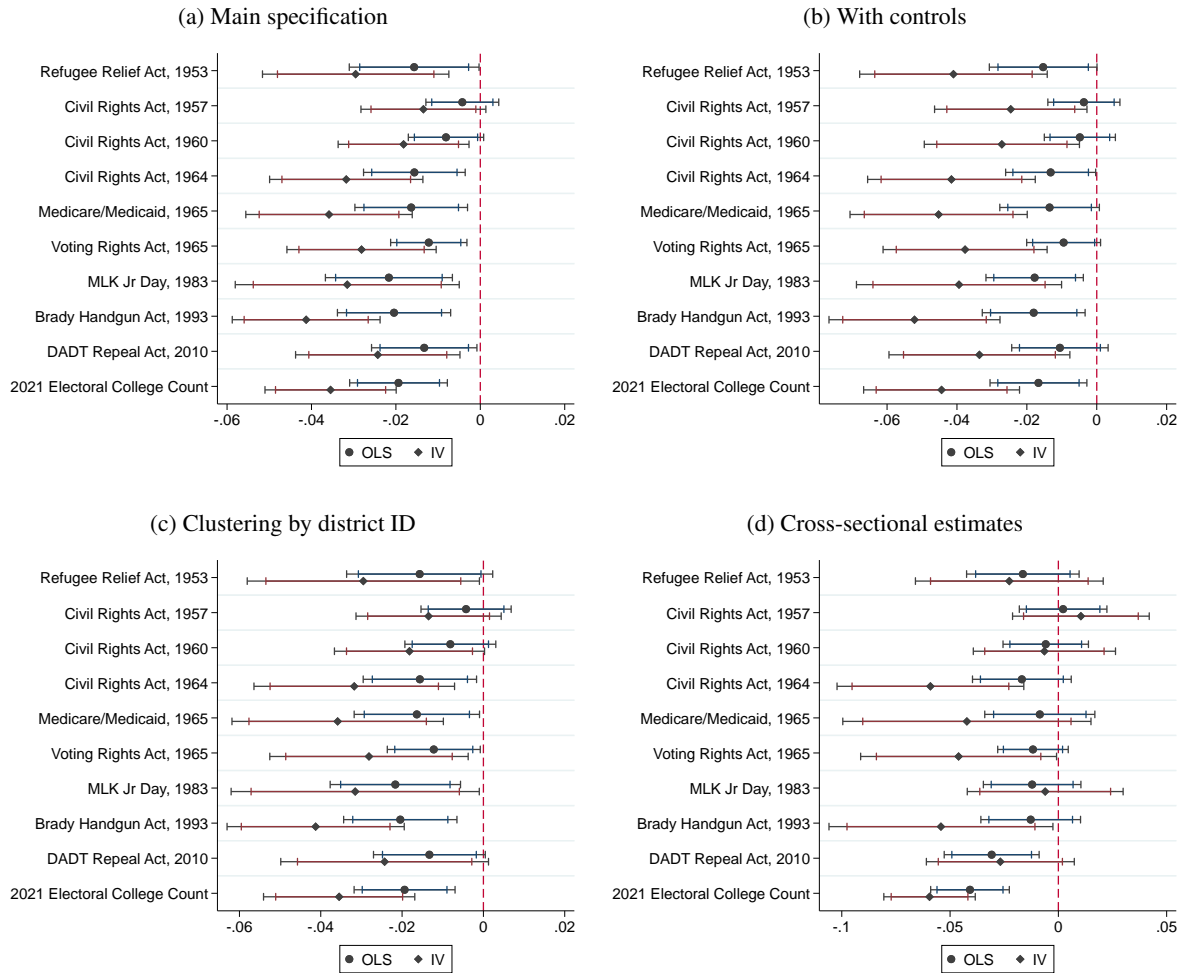 (a) Main specification
Refugee Relief Act, 1953
Civil Rights Act, 1957
Civil Rights Act, 1960
Civil Rights Act, 1964
Medicare/Medicaid, 1965
Voting Rights Act, 1965
MLK Jr Day, 1983
Brady Handgun Act, 1993
DADT Repeal Act, 2010
2021 Electoral College Count
-.06 -.04 -.02 0 .02
OLS IV
(b) With controls
Refugee Relief Act, 1953
Civil Rights Act, 1957
Civil Rights Act, 1960
Civil Rights Act, 1964
Medicare/Medicaid, 1965
Voting Rights Act, 1965
MLK Jr Day, 1983
Brady Handgun Act, 1993
DADT Repeal Act, 2010
2021 Electoral College Count
-.06 -.04 -.02 0 .02
OLS IV
(c) Clustering by district ID
Refugee Relief Act, 1953
Civil Rights Act, 1957
Civil Rights Act, 1960
Civil Rights Act, 1964
Medicare/Medicaid, 1965
Voting Rights Act, 1965
MLK Jr Day, 1983
Brady Handgun Act, 1993
DADT Repeal Act, 2010
2021 Electoral College Count
-.06 -.04 -.02 0 .02
OLS IV
(d) Cross-sectional estimates
Refugee Relief Act, 1953
Civil Rights Act, 1957
Civil Rights Act, 1960
Civil Rights Act, 1964
Medicare/Medicaid, 1965
Voting Rights Act, 1965
MLK Jr Day, 1983
Brady Handgun Act, 1993
DADT Repeal Act, 2010
2021 Electoral College Count
-.1 -.05 0 .05
OLS IV